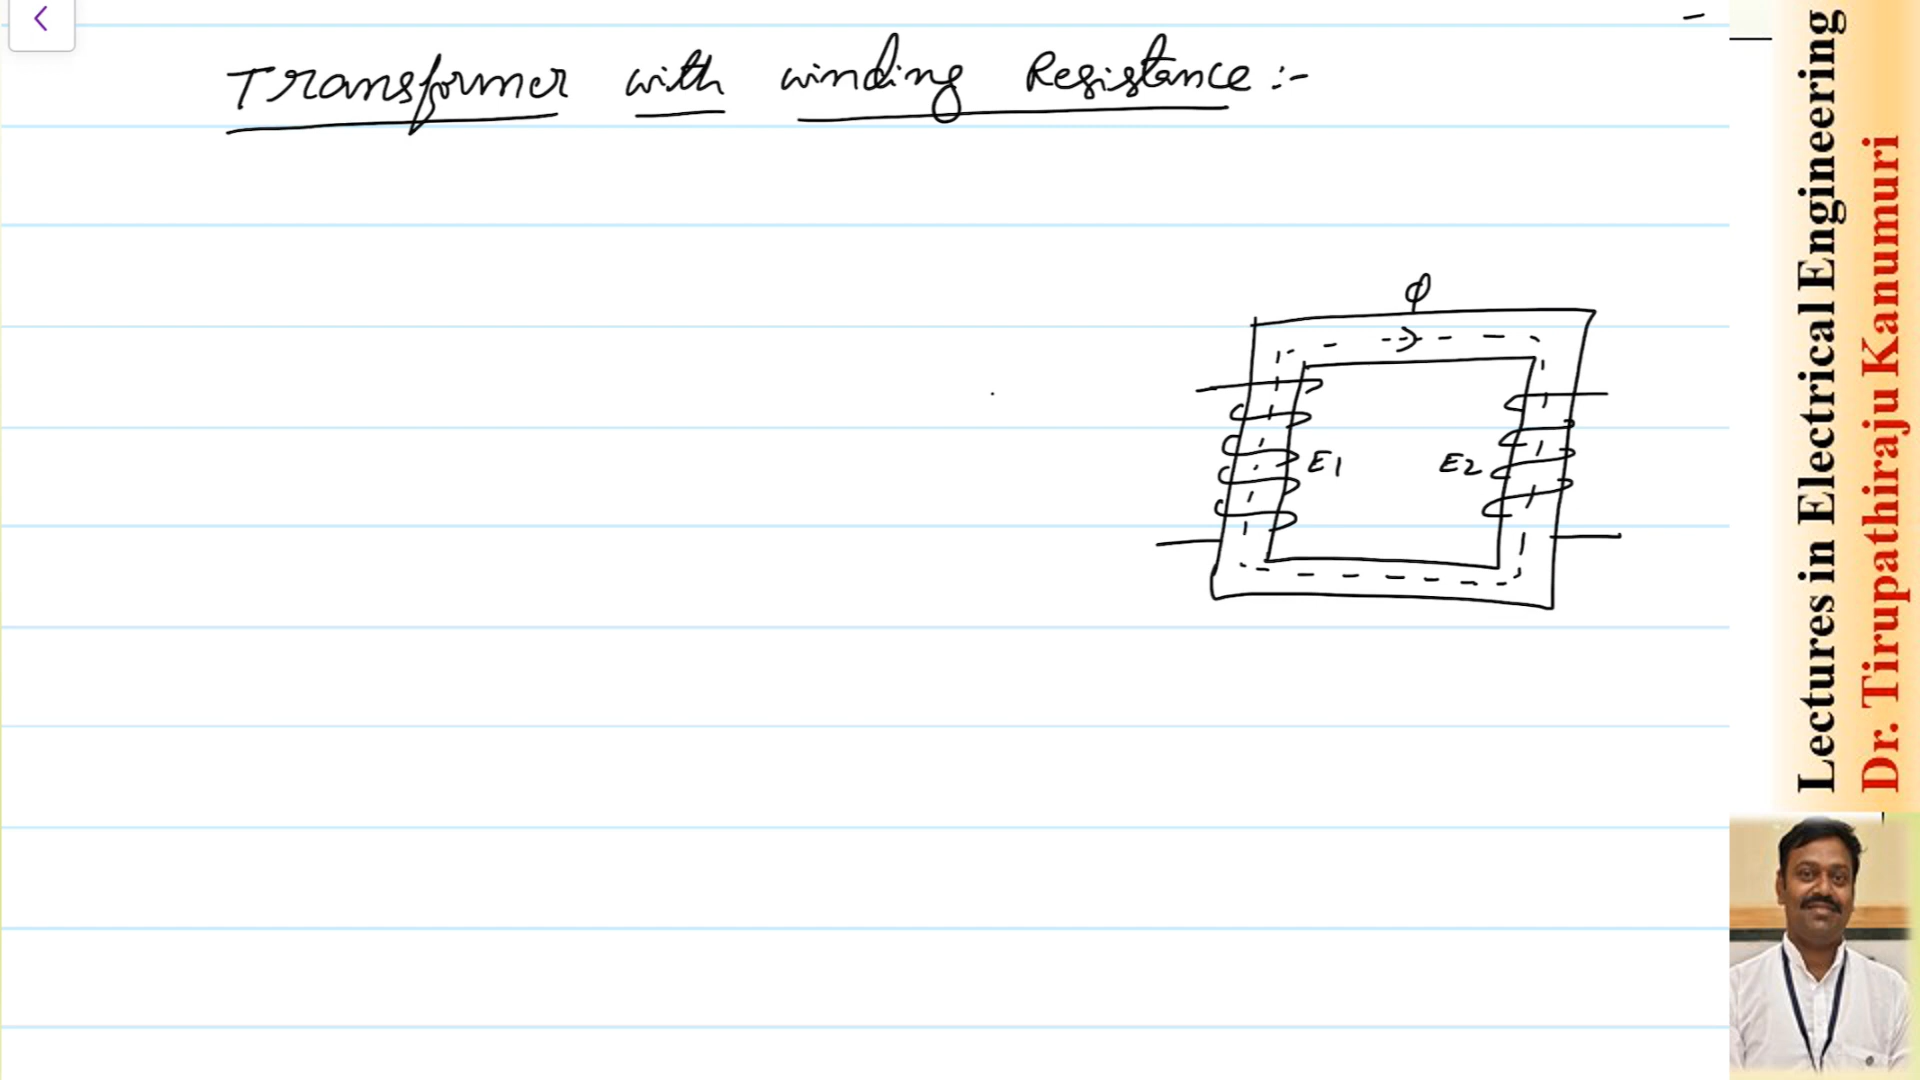 Transformer with winding Resistance :-
φ
E1 E2
Lectures in Electrical Engineering
Dr. Tirupathiraju Kanumuri